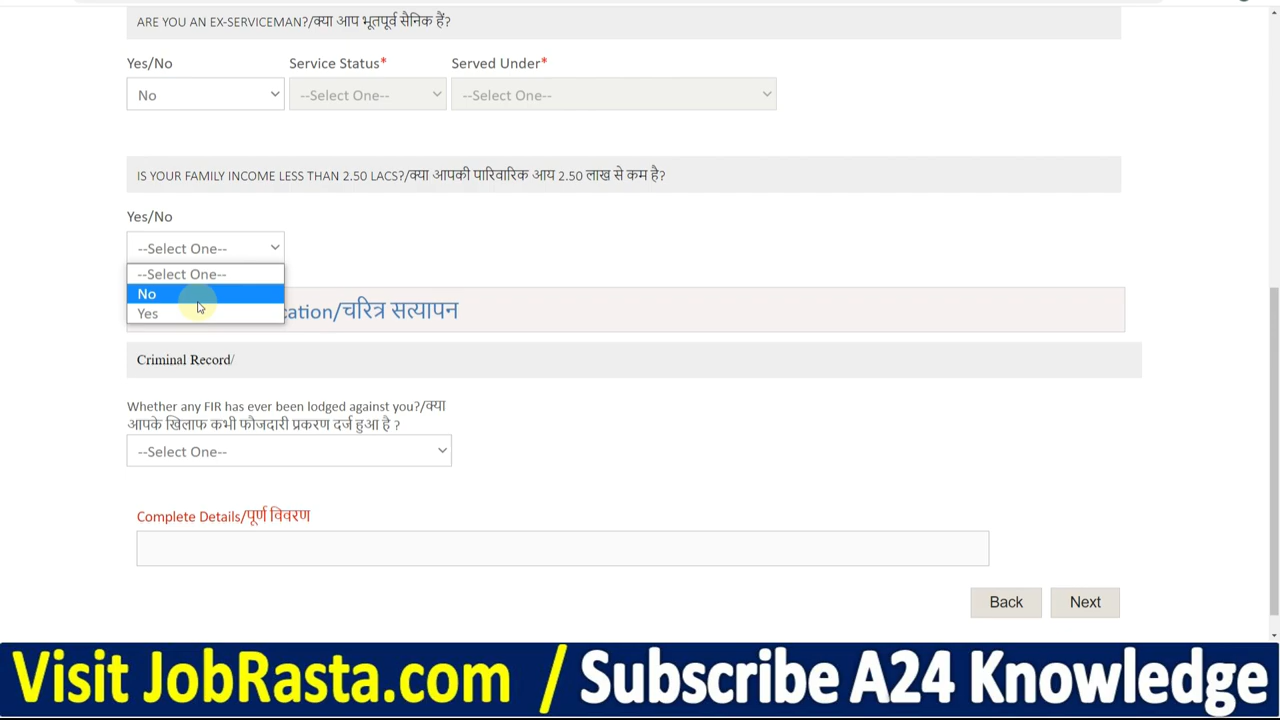 ARE YOU AN EX-SERVICEMAN?/क्या आप भूतपूर्व सैनिक हैं?
Yes/No Service Status* Served Under*
No --Select One-- --Select One--
IS YOUR FAMILY INCOME LESS THAN 2.50 LACS?/क्या आपकी पारिवारिक आय 2.50 लाख से कम है?
Yes/No
--Select One--
--Select One--
No
Yes
/चरित्र सत्यापन
Criminal Record/
Whether any FIR has ever been lodged against you?/क्या
आपके खिलाफ कभी फौजदारी प्रकरण दर्ज हुआ है ?
--Select One--
Complete Details/पूर्ण विवरण
Back Next
Visit JobRasta.com / Subscribe A24 Knowledge